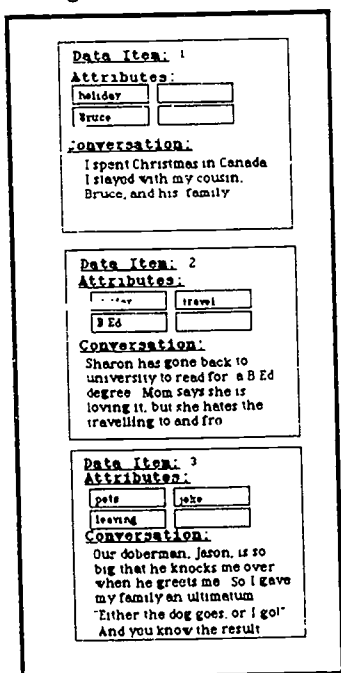 Data Item: 1
Attributes:
holiday
Bruce
Conversation:
I spent Christmas in Canada
I stayed with my cousin,
Bruce, and his family
Data Item: 2
Attributes:
travel
B Ed
Conversation:
Sharon has gone back to
university to read for a B Ed
degree Mom says she is
loving it, but she hates the
travelling to and fro
Data Item: 3
Attributes:
pets joke
leaving
Conversation:
Our doberman, Jason, is so
big that he knocks me over
when he greets me So I gave
my family an ultimatum
"Either the dog goes, or I go!"
And you know the result